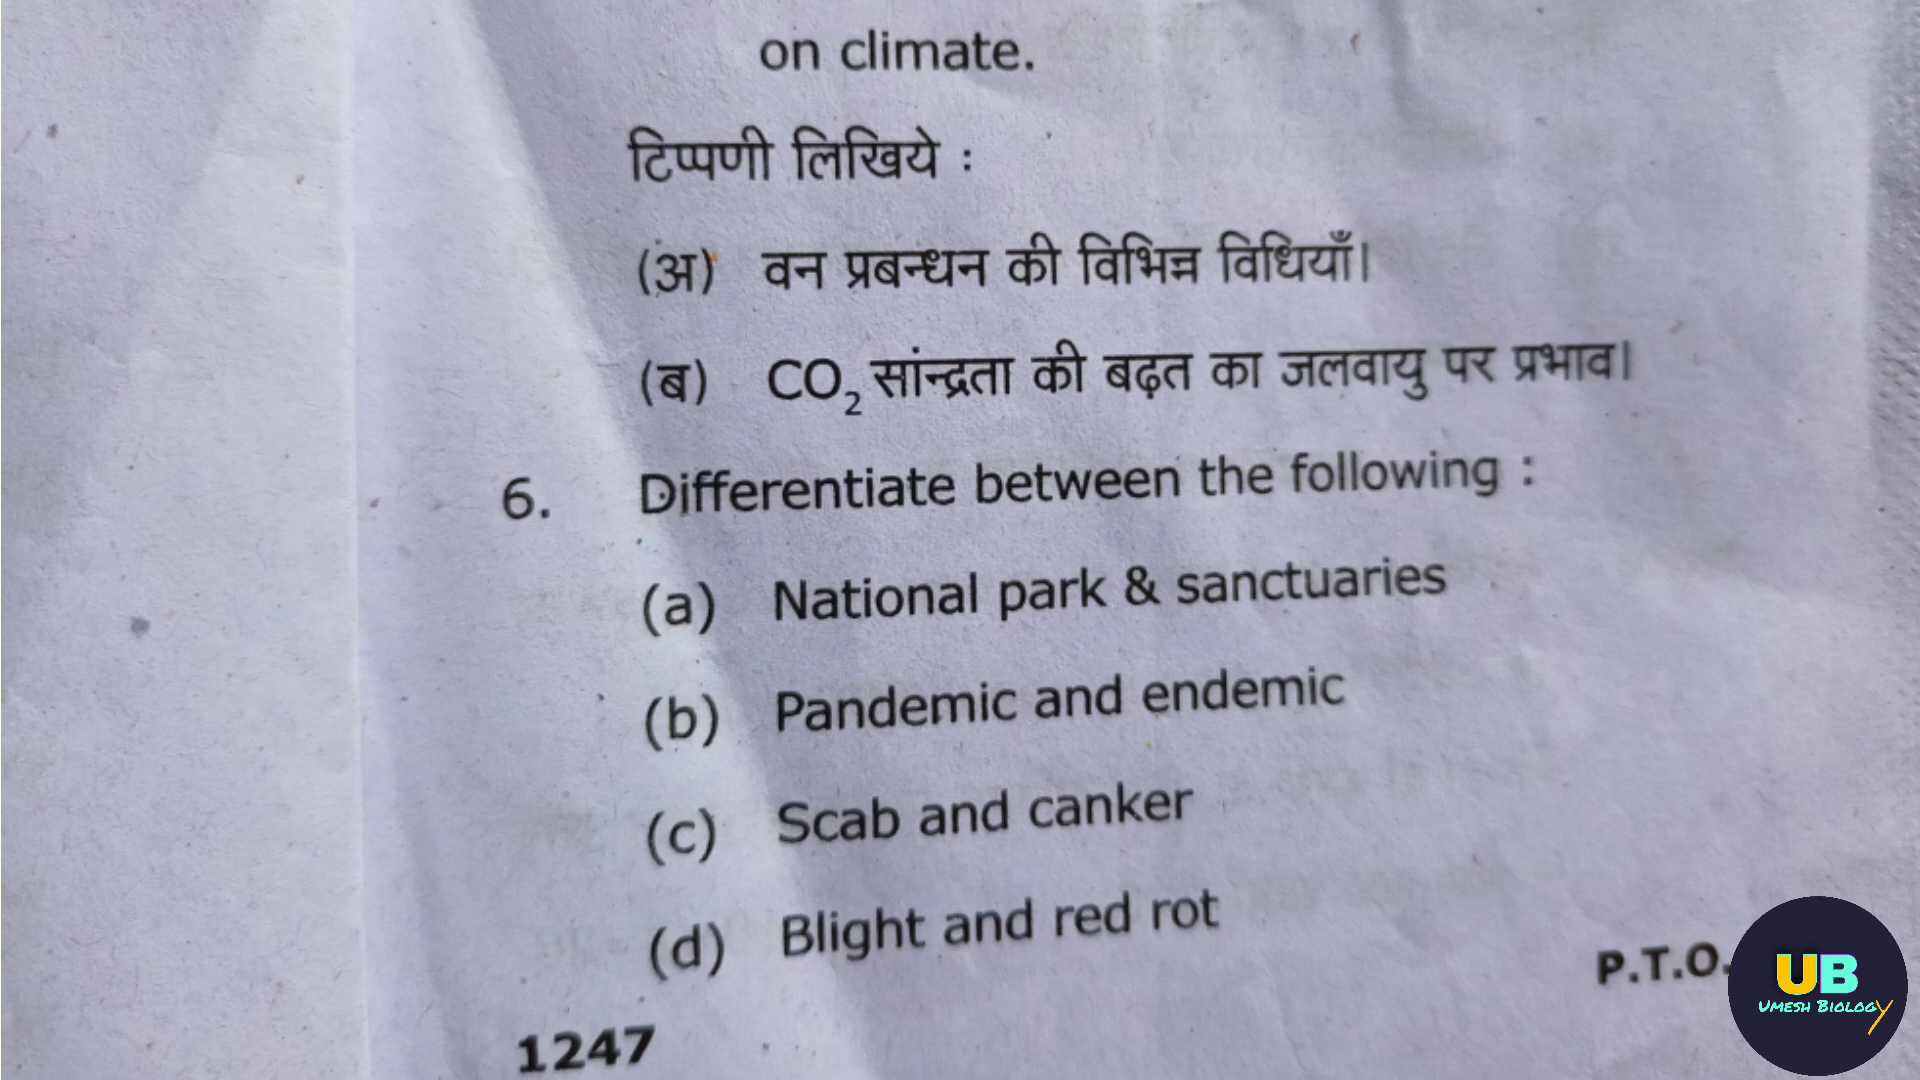 on climate.
टिप्पणी लिखिये :
(अ) वन प्रबन्धन की विभिन्न विधियाँ।
(ब) CO₂ सांन्द्रता की बढ़त का जलवायु पर प्रभाव।
6. Differentiate between the following :
(a) National park & sanctuaries
(b) Pandemic and endemic
(c) Scab and canker
(d) Blight and red rot
P.T.O.
1247
UB
UMESH BIOLOGY